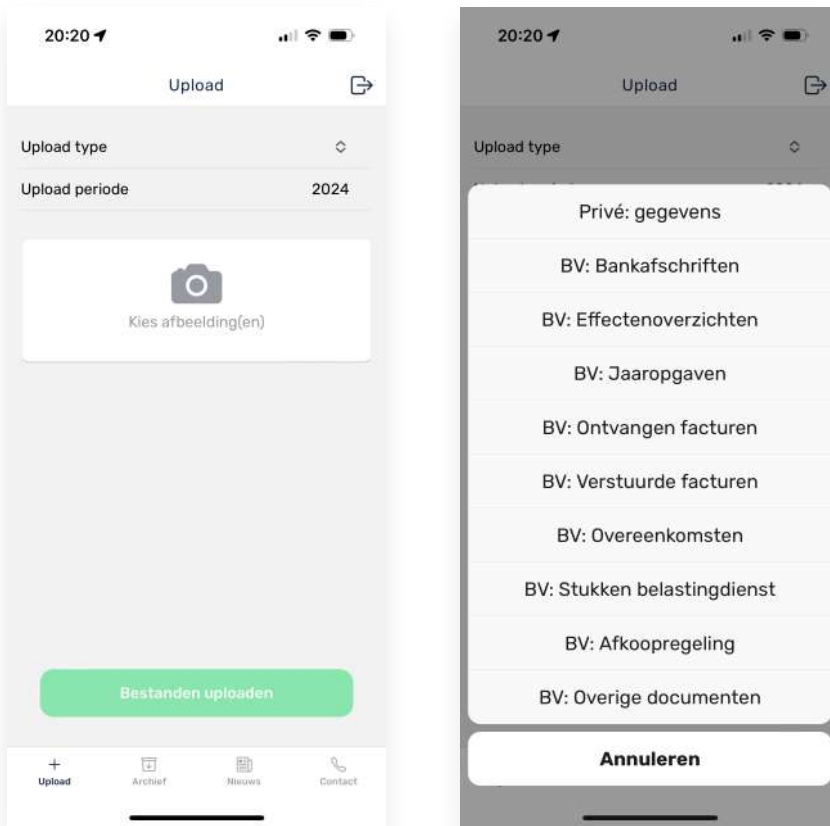 20:20
Upload
Upload type
Upload periode 2024
Kies afbeelding(en)
Bestanden uploaden
Upload Archief Nieuws Contact
20:20
Upload
Upload type
Privé: gegevens
BV: Bankafschriften
BV: Effectenoverzichten
BV: Jaaropgaven
BV: Ontvangen facturen
BV: Verstuurde facturen
BV: Overeenkomsten
BV: Stukken belastingdienst
BV: Afkoopregeling
BV: Overige documenten
Annuleren